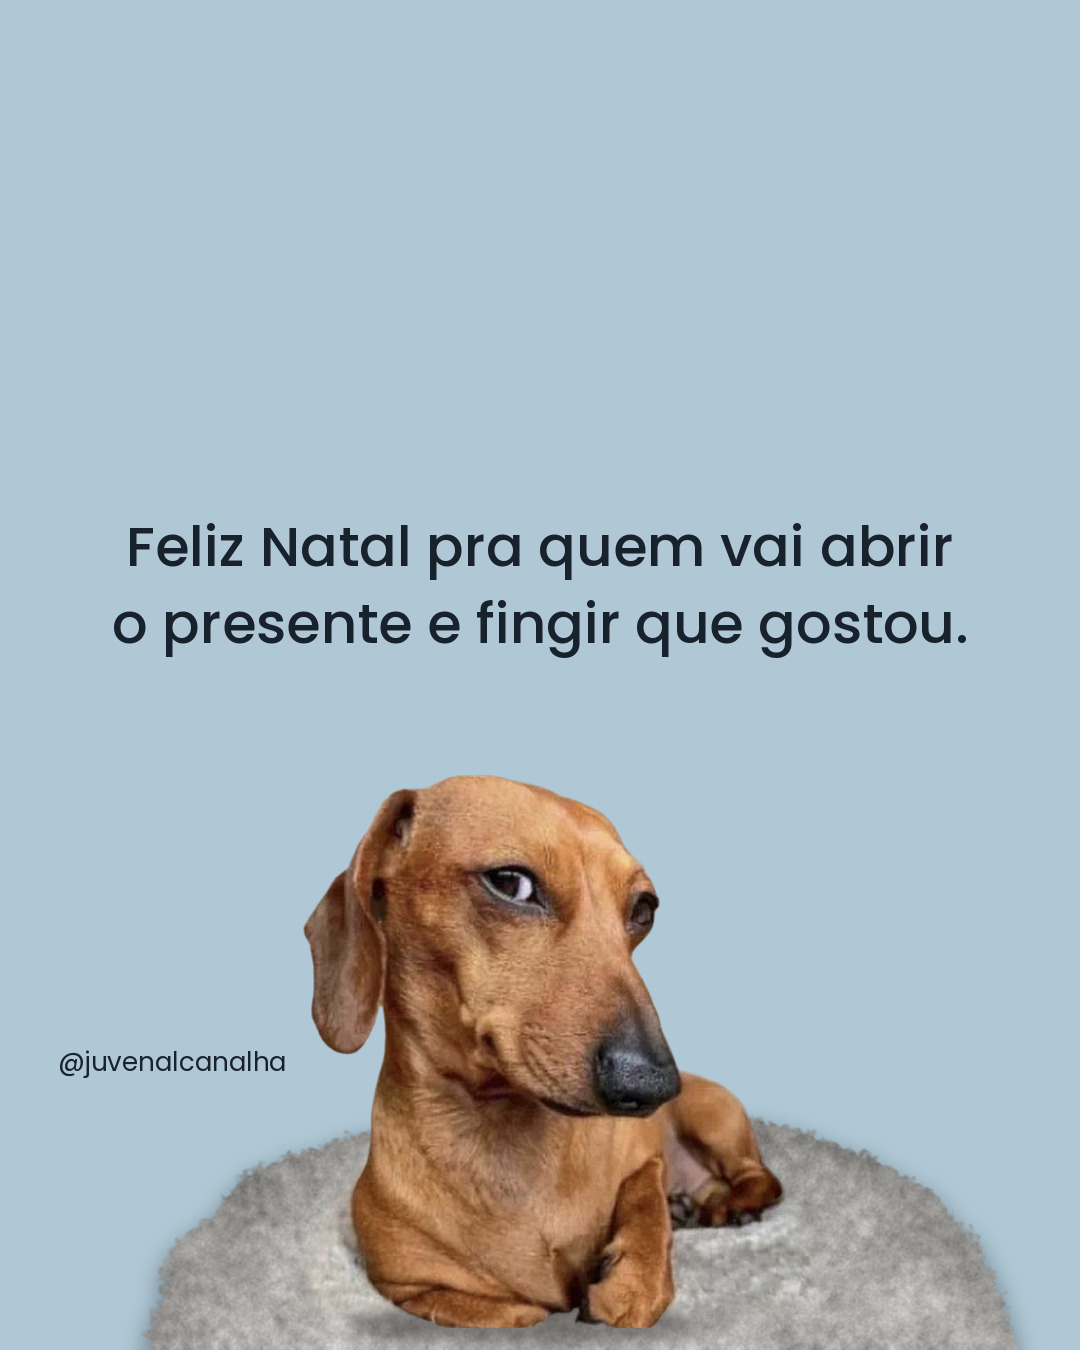 Feliz Natal pra quem vai abrir
o presente e fingir que gostou.
@juvenalcanalha